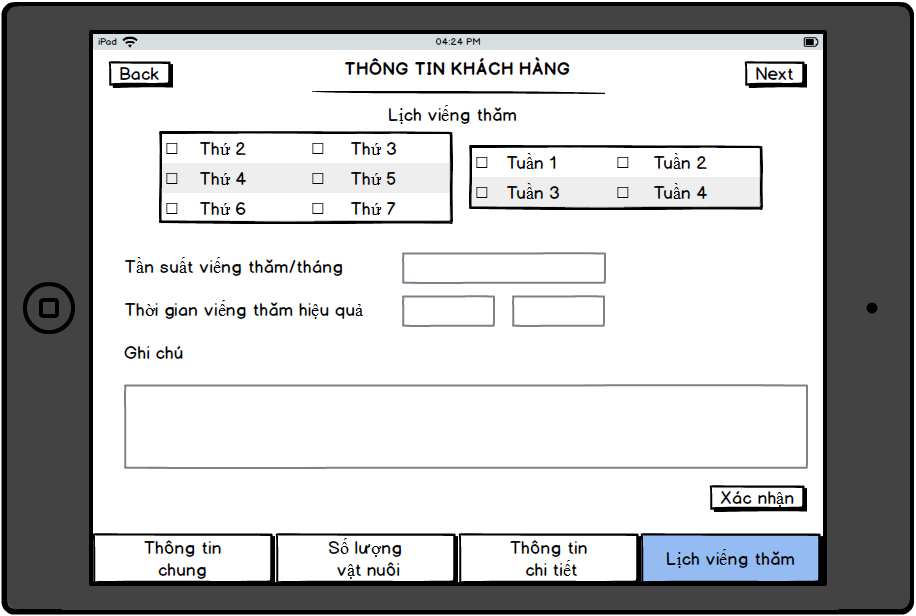 iPad 04:24 PM
Back THÔNG TIN KHÁCH HÀNG Next
Lịch viếng thăm
Thứ 2 Thứ 3
Thứ 4 Thứ 5
Thứ 6 Thứ 7
Tuần 1 Tuần 2
Tuần 3 Tuần 4
Tần suất viếng thăm/tháng
Thời gian viếng thăm hiệu quả
Ghi chú
Xác nhận
Thông tin
chung
Số lượng
vật nuôi
Thông tin
chi tiết
Lịch viếng thăm